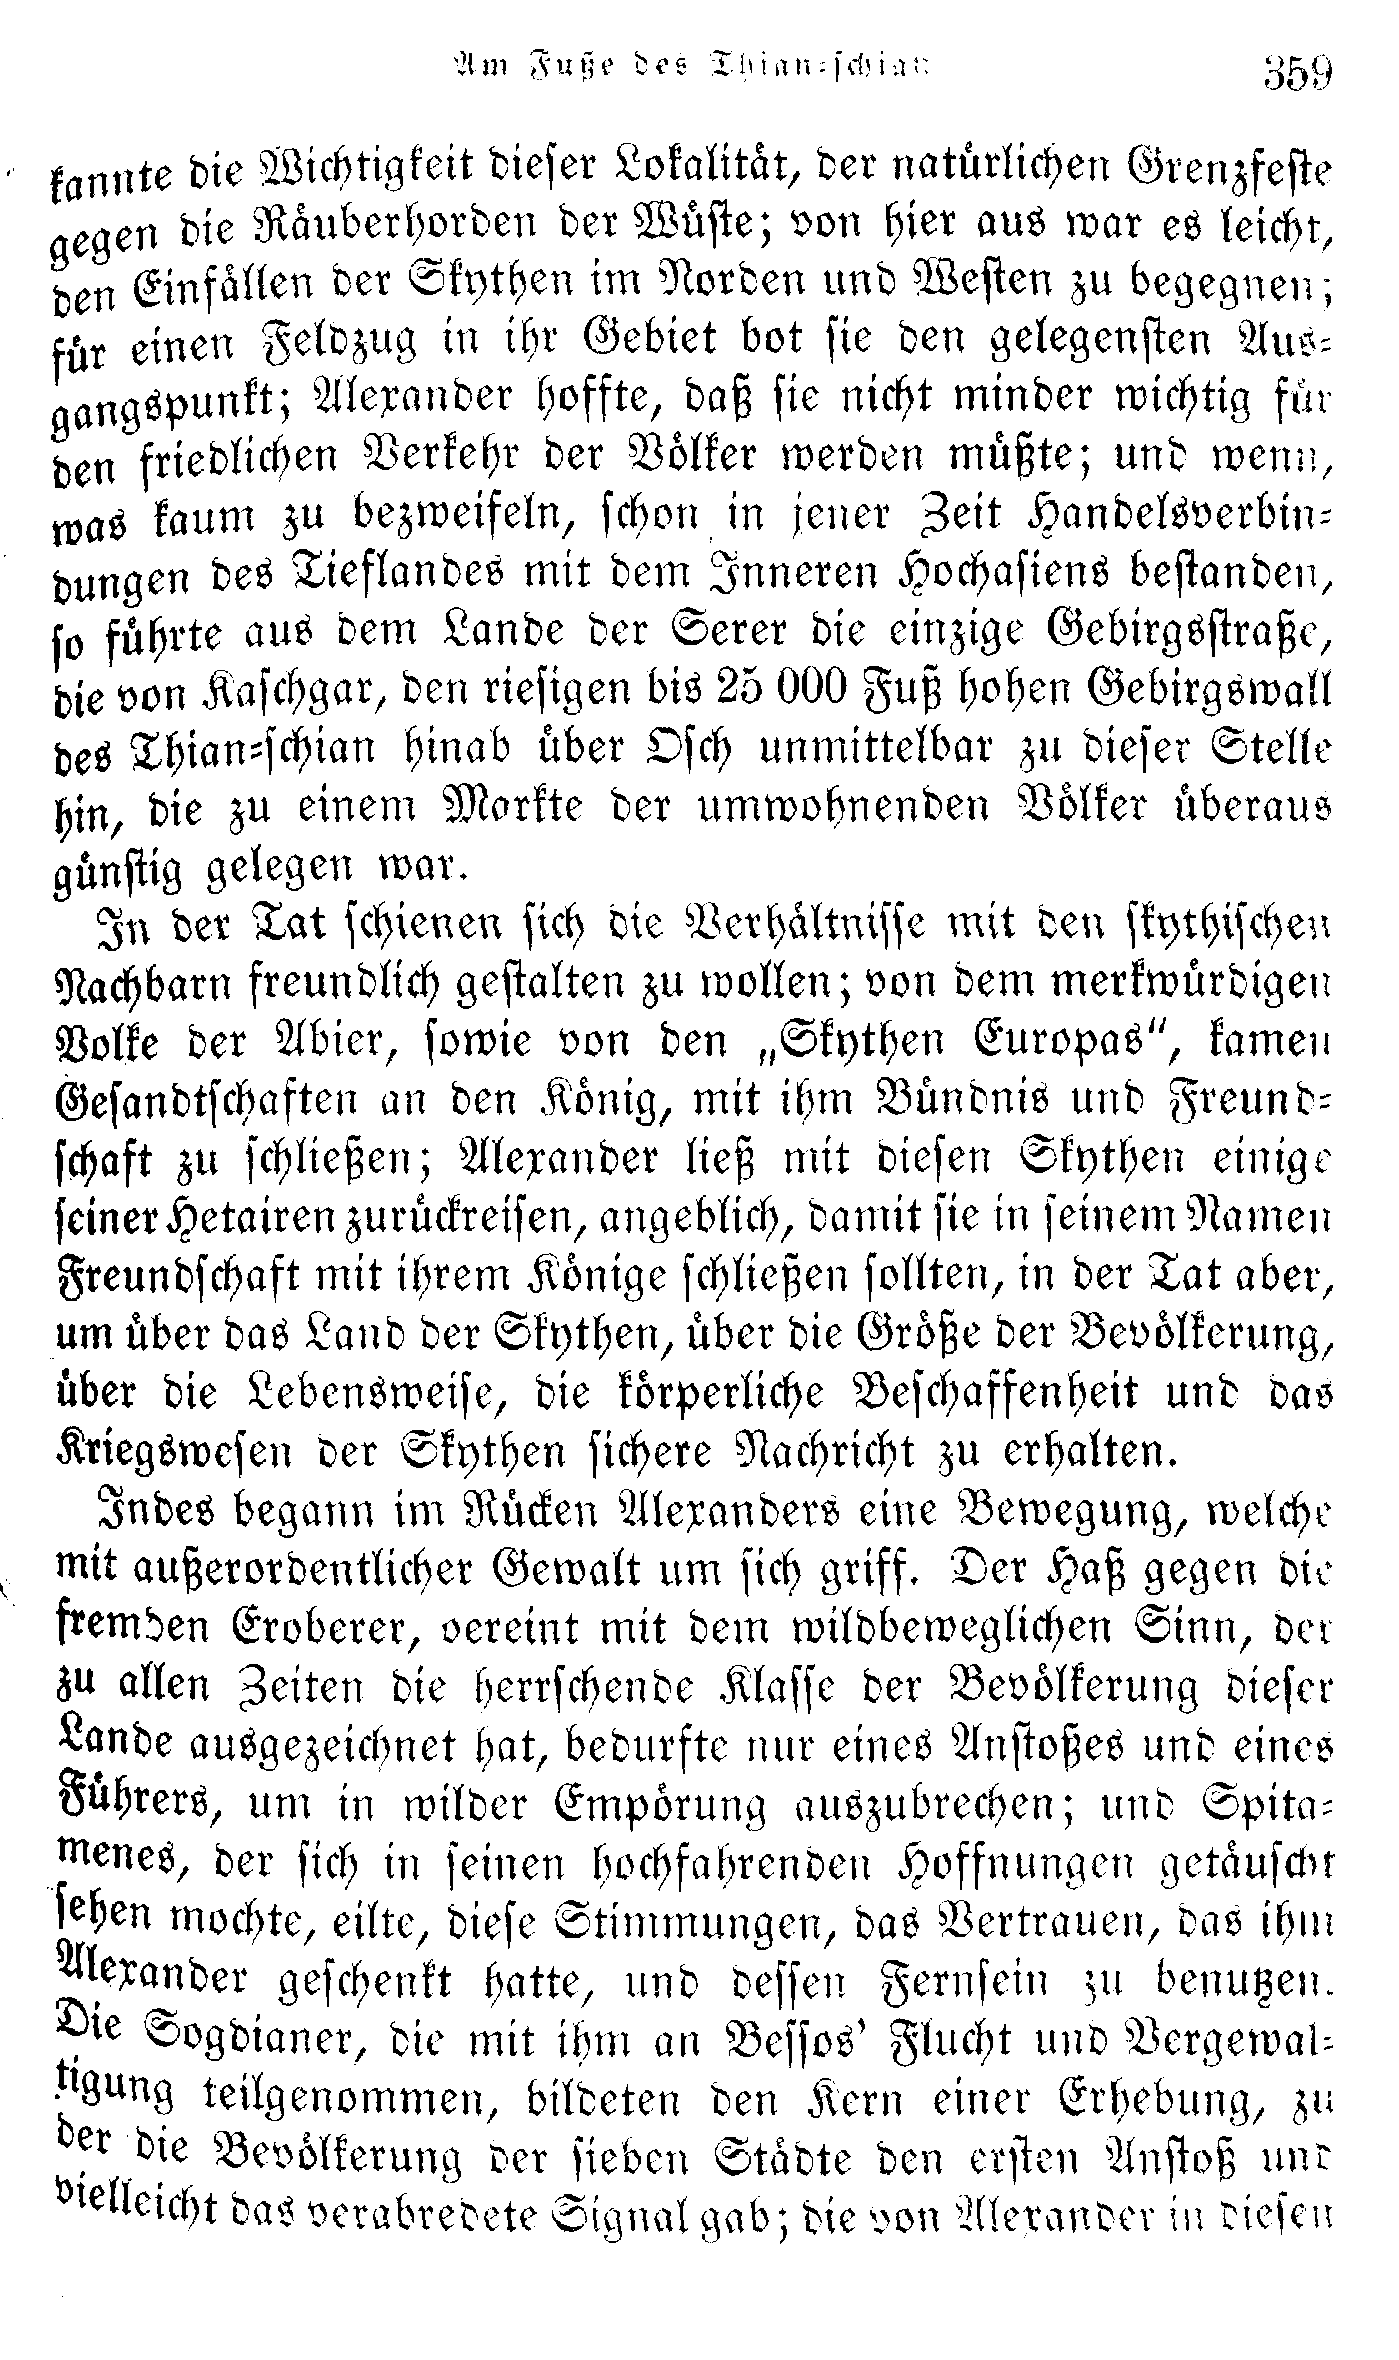 Am Fuße des Thian-schian
359
kannte die Wichtigkeit dieser Lokalität, der natürlichen Grenzfeste
gegen die Räuberhorden der Wüste; von hier aus war es leicht,
den Einfällen der Skythen im Norden und Westen zu begegnen;
für einen Feldzug in ihr Gebiet bot sie den gelegensten Aus-
gangspunkt; Alexander hoffte, daß sie nicht minder wichtig für
den friedlichen Verkehr der Völker werden müßte; und wenn,
was kaum zu bezweifeln, schon in jener Zeit Handelsverbin-
dungen des Tieflandes mit dem Inneren Hochasiens bestanden,
so führte aus dem Lande der Serer die einzige Gebirgsstraße,
die von Kaschgar, den riesigen bis 25 000 Fuß hohen Gebirgswall
des Thian-schian hinab über Osch unmittelbar zu dieser Stelle
hin, die zu einem Markte der umwohnenden Völker überaus
günstig gelegen war.
In der Tat schienen sich die Verhältnisse mit den skythischen
Nachbarn freundlich gestalten zu wollen; von dem merkwürdigen
Volke der Abier, sowie von den „Skythen Europas“, kamen
Gesandtschaften an den König, mit ihm Bündnis und Freund-
schaft zu schließen; Alexander ließ mit diesen Skythen einige
seiner Hetairen zurückreisen, angeblich, damit sie in seinem Namen
Freundschaft mit ihrem Könige schließen sollten, in der Tat aber,
um über das Land der Skythen, über die Größe der Bevölkerung,
über die Lebensweise, die körperliche Beschaffenheit und das
Kriegswesen der Skythen sichere Nachricht zu erhalten.
Indes begann im Rücken Alexanders eine Bewegung, welche
mit außerordentlicher Gewalt um sich griff. Der Haß gegen die
fremden Eroberer, vereint mit dem wildbeweglichen Sinn, der
zu allen Zeiten die herrschende Klasse der Bevölkerung dieser
Lande ausgezeichnet hat, bedurfte nur eines Anstoßes und eines
Führers, um in wilder Empörung auszubrechen; und Spita-
menes, der sich in seinen hochfahrenden Hoffnungen getäuscht
sehen mochte, eilte, diese Stimmungen, das Vertrauen, das ihm
Alexander geschenkt hatte, und dessen Fernsein zu benutzen.
Die Sogdianer, die mit ihm an Bessos’ Flucht und Vergewal-
tigung teilgenommen, bildeten den Kern einer Erhebung, zu
der die Bevölkerung der sieben Städte den ersten Anstoß und
vielleicht das verabredete Signal gab; die von Alexander in diesen